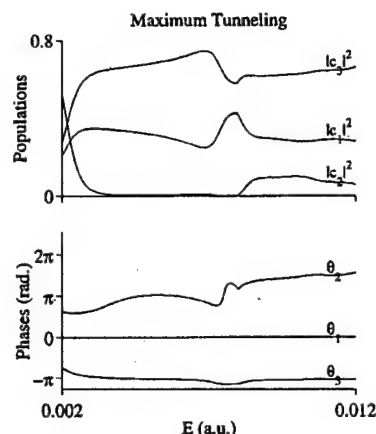 Maximum Tunneling
0.8
Populations
|c₃|²
|c₁|²
|c₂|²
0
2π
Phases (rad.)
π
0
−π
θ₂
θ₁
θ₃
0.002
0.012
E (a.u.)